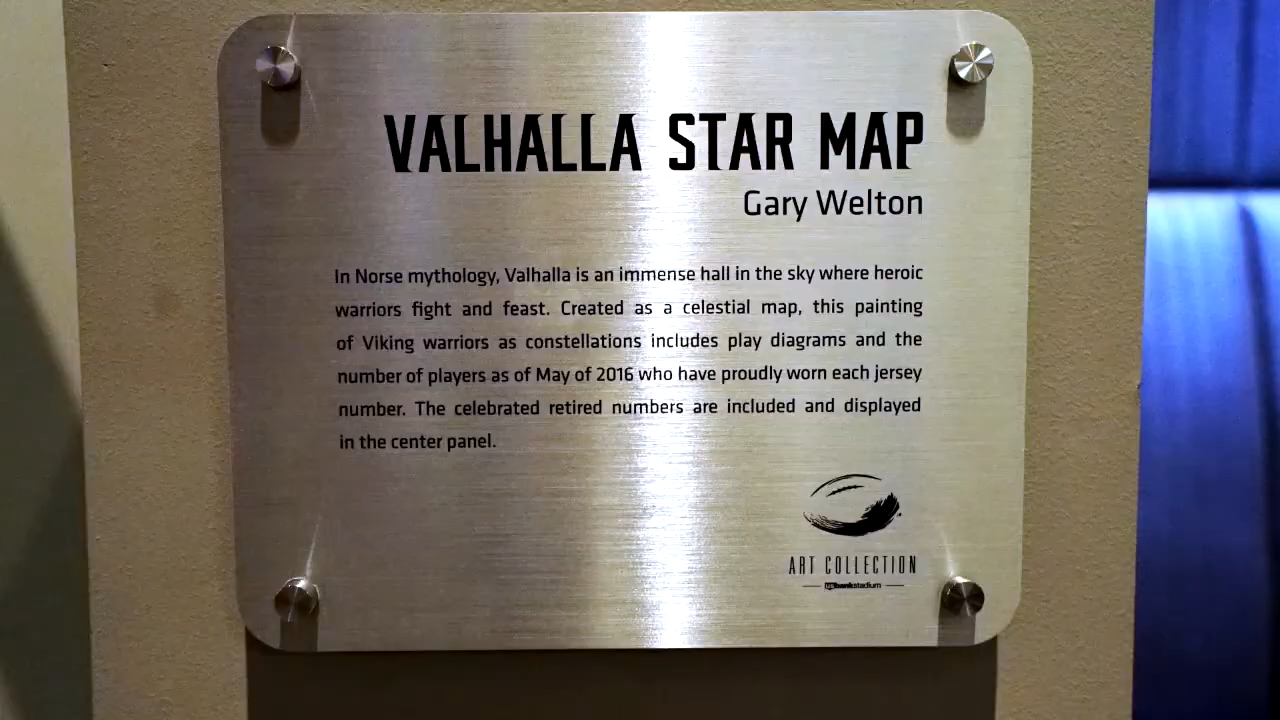 VALHALLA STAR MAP
Gary Welton
In Norse mythology, Valhalla is an immense hall in the sky where heroic
warriors fight and feast. Created as a celestial map, this painting
of Viking warriors as constellations includes play diagrams and the
number of players as of May of 2016 who have proudly worn each jersey
number. The celebrated retired numbers are included and displayed
in the center panel.
ART COLLECTION
usbankstadium